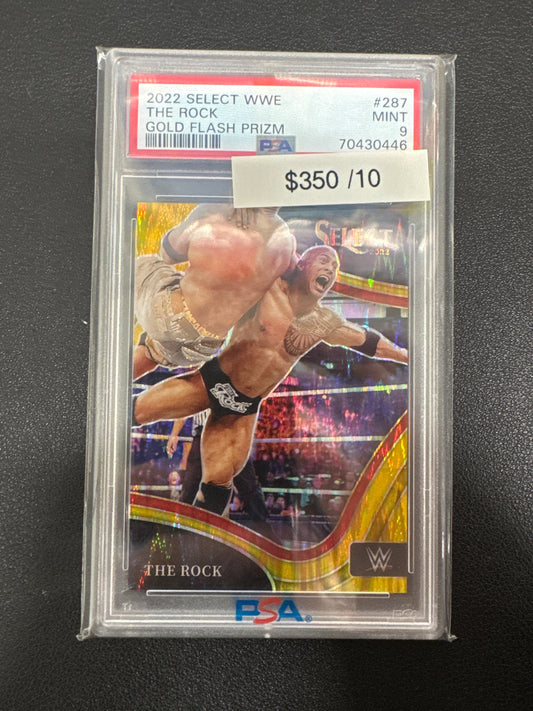 2022 SELECT WWE #287
THE ROCK MINT
GOLD FLASH PRIZM 9
PSA 70430446
$350 /10
SELECT
2022
THE ROCK
W
PSA®